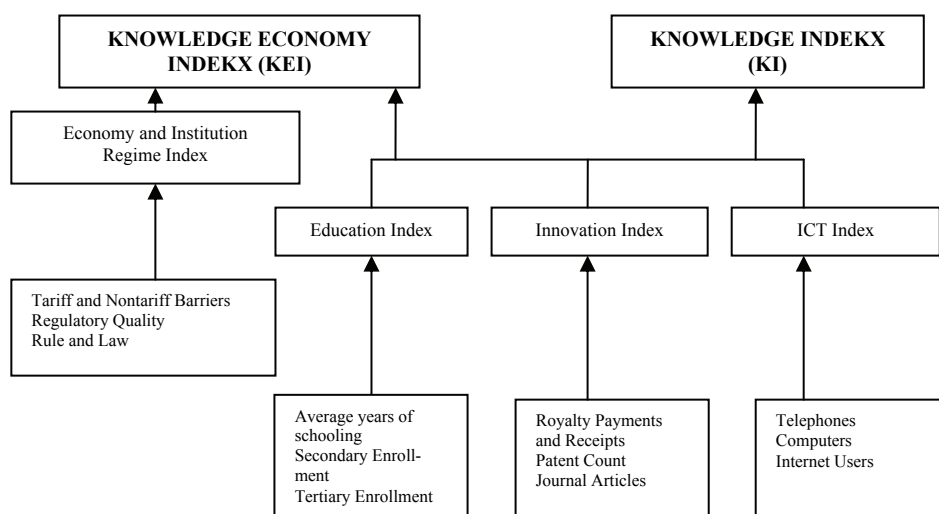 KNOWLEDGE ECONOMY
INDEKX (KEI)
KNOWLEDGE INDEKX
(KI)
Economy and Institution
Regime Index
Education Index
Innovation Index
ICT Index
Tariff and Nontariff Barriers
Regulatory Quality
Rule and Law
Average years of
schooling
Secondary Enroll-
ment
Tertiary Enrollment
Royalty Payments
and Receipts
Patent Count
Journal Articles
Telephones
Computers
Internet Users